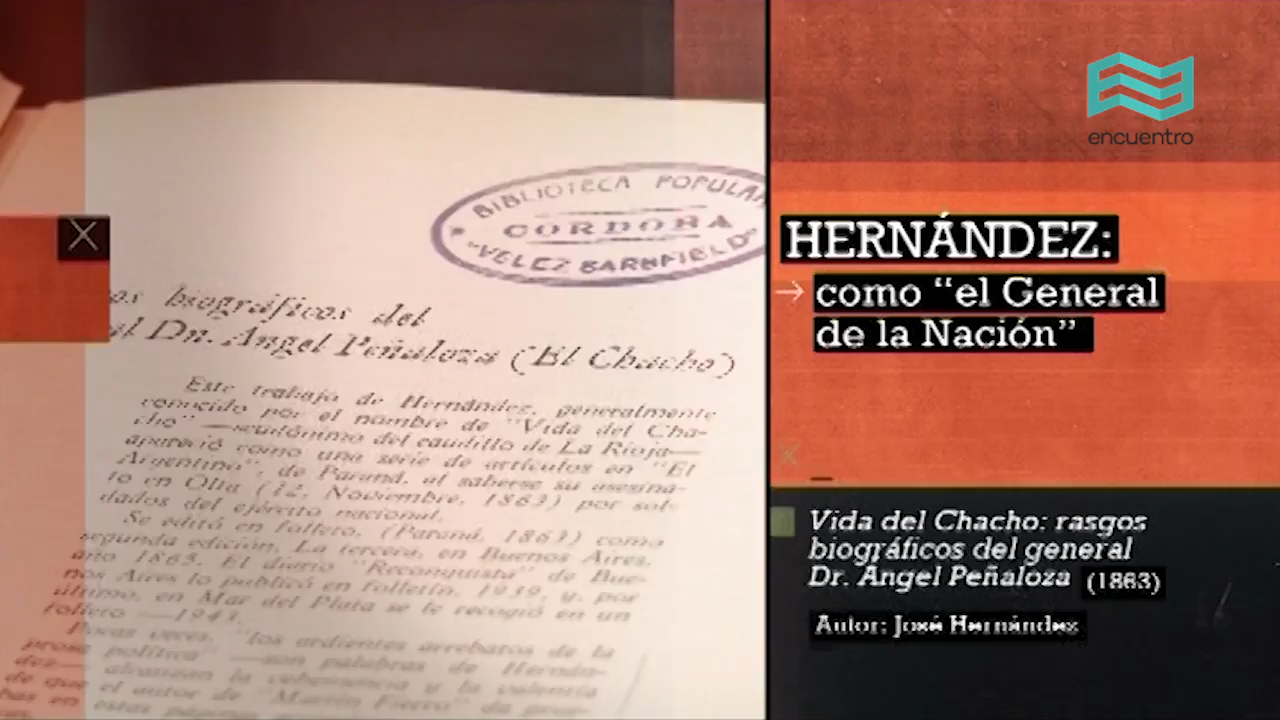 BIBLIOTECA POPULAR
CORDOBA
"VELEZ SARSFIELD"
os biográficos del
al Dr. Angel Peñaloza (El Chacho)
Este trabajo de Hernández, generalmente
conocido por el nombre de "Vida del Cha-
cho" —seudónimo del caudillo de La Rioja—
apareció como una serie de artículos en "El
Argentino", de Paraná, al saberse su asesina-
to en Olta (12, Noviembre, 1863) por sol-
dados del ejército nacional.
Se editó en folleto, (Paraná, 1863) como
segunda edición. La tercera, en Buenos Aires,
año 1865. El diario "Reconquista" de Bue-
nos Aires lo publicó en folletín, 1939, y, por
último, en Mar del Plata se le recogió en un
folleto —1947.
Pocas veces, "los ardientes arrebatos de la
prosa política" —son palabras de Hernán-
dez— alcanzan la vehemencia y la valentía
de que el autor de "Martín Fierro" da
en estas
encuentro
HERNÁNDEZ:
→ como "el General
de la Nación"
Vida del Chacho: rasgos
biográficos del general
Dr. Angel Peñaloza (1863)
Autor: José Hernández